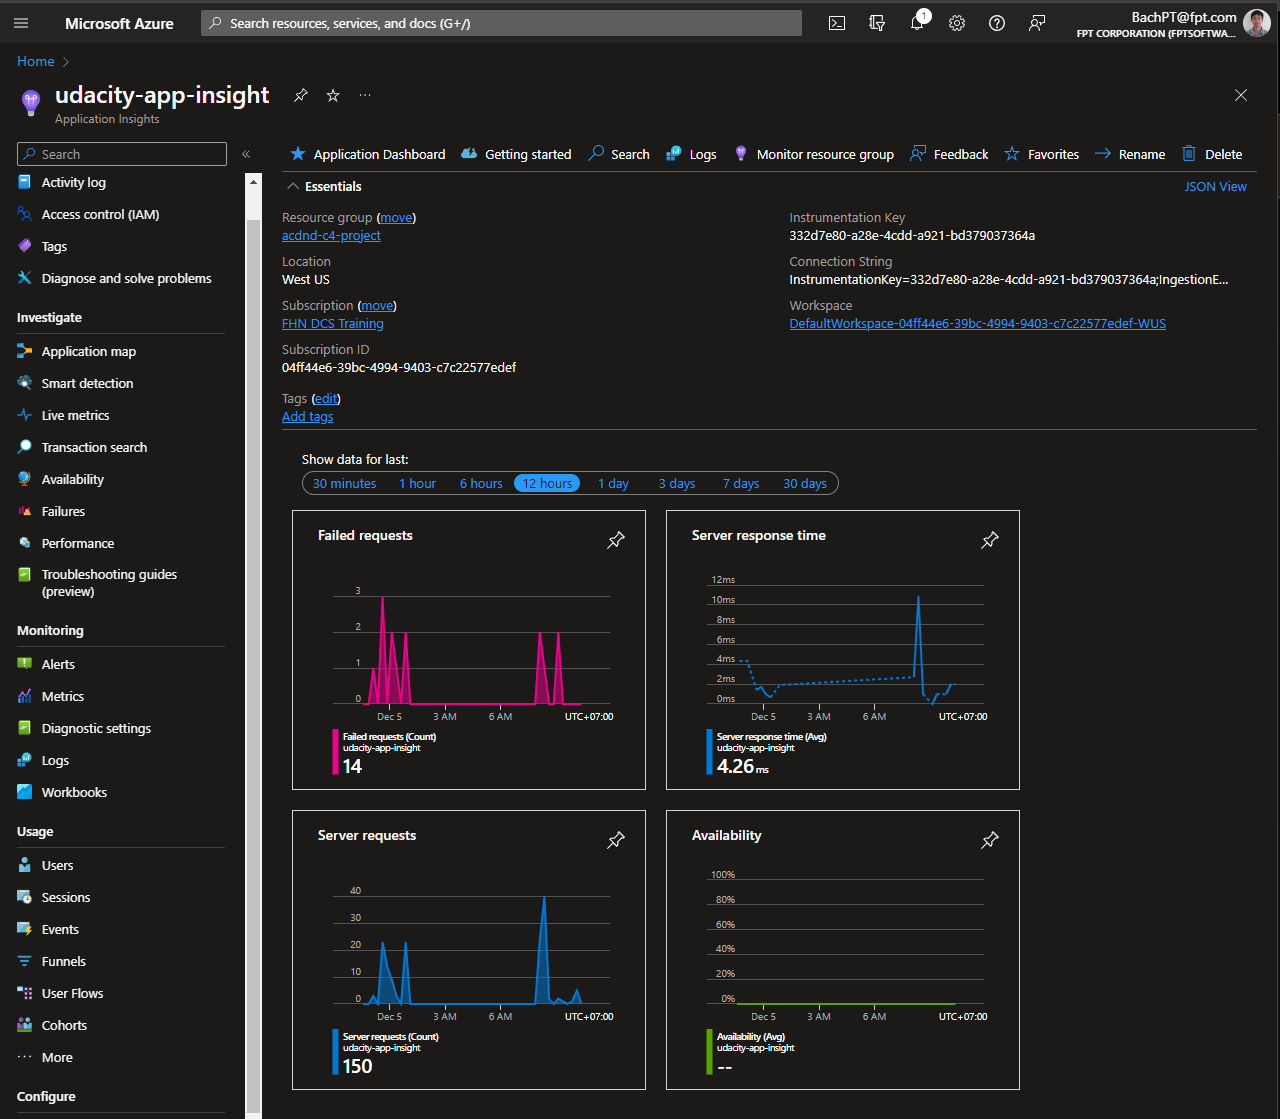 Microsoft Azure
Search resources, services, and docs (G+/)
1
BachPT@fpt.com
FPT CORPORATION (FPTSOFTWA...
Home
udacity-app-insight
Application Insights
Search
Activity log
Access control (IAM)
Tags
Diagnose and solve problems
Investigate
Application map
Smart detection
Live metrics
Transaction search
Availability
Failures
Performance
Troubleshooting guides
(preview)
Monitoring
Alerts
Metrics
Diagnostic settings
Logs
Workbooks
Usage
Users
Sessions
Events
Funnels
User Flows
Cohorts
More
Configure
Application Dashboard
Getting started
Search
Logs
Monitor resource group
Feedback
Favorites
Rename
Delete
Essentials
JSON View
Resource group (move)
acdnd-c4-project
Location
West US
Subscription (move)
FHN DCS Training
Subscription ID
04ff44e6-39bc-4994-9403-c7c22577edef
Tags (edit)
Add tags
Instrumentation Key
332d7e80-a28e-4cdd-a921-bd379037364a
Connection String
InstrumentationKey=332d7e80-a28e-4cdd-a921-bd379037364a;IngestionE...
Workspace
DefaultWorkspace-04ff44e6-39bc-4994-9403-c7c22577edef-WUS
Show data for last:
30 minutes 1 hour 6 hours 12 hours 1 day 3 days 7 days 30 days
Failed requests
3
2
1
0
Dec 5 3 AM 6 AM UTC+07:00
Failed requests (Count)
udacity-app-insight
14
Server response time
12ms
10ms
8ms
6ms
4ms
2ms
0ms
Dec 5 3 AM 6 AM UTC+07:00
Server response time (Avg)
udacity-app-insight
4.26 ms
Server requests
40
30
20
10
0
Dec 5 3 AM 6 AM UTC+07:00
Server requests (Count)
udacity-app-insight
150
Availability
100%
80%
60%
40%
20%
0%
Dec 5 3 AM 6 AM UTC+07:00
Availability (Avg)
udacity-app-insight
--